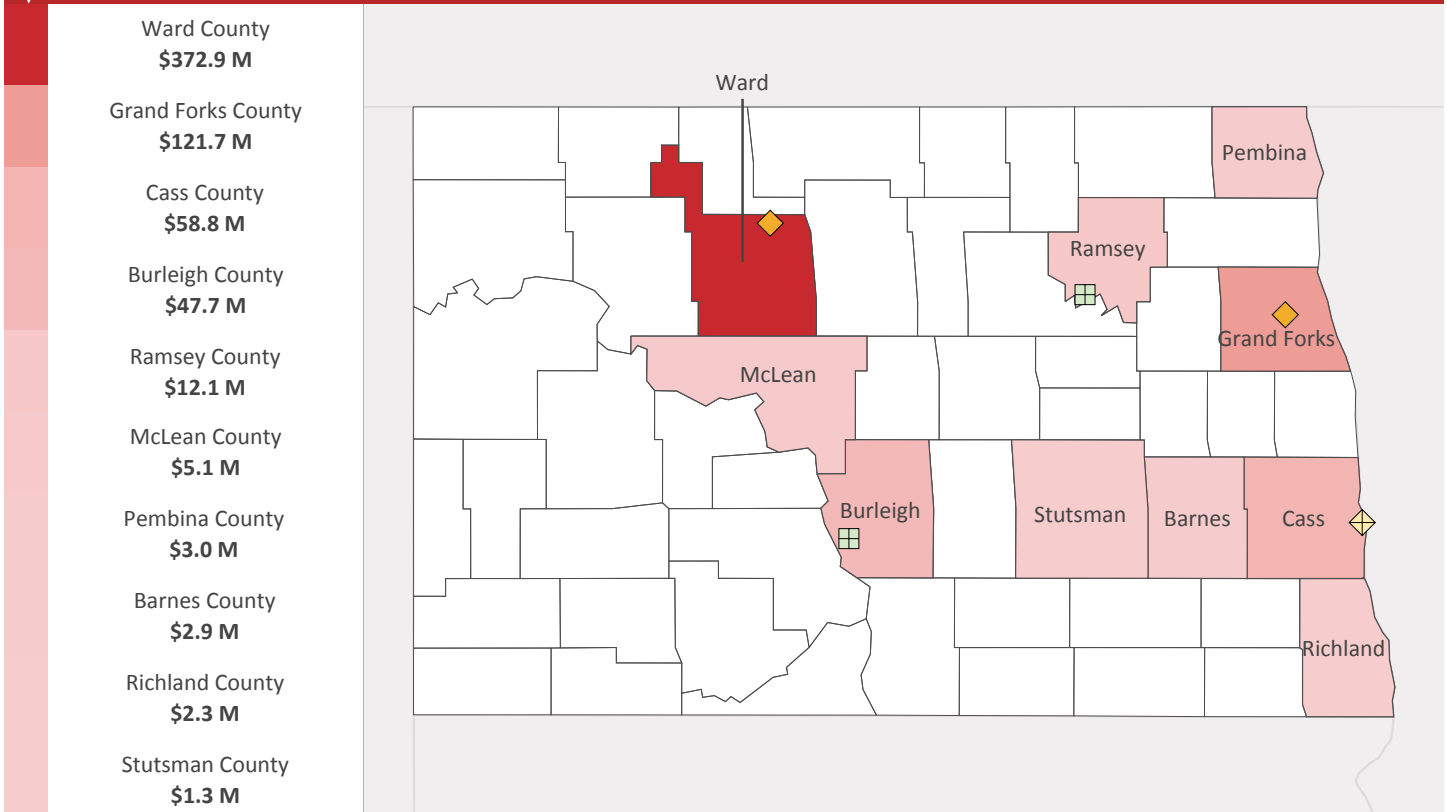 Ward County
$372.9 M
Grand Forks County
$121.7 M
Cass County
$58.8 M
Burleigh County
$47.7 M
Ramsey County
$12.1 M
McLean County
$5.1 M
Pembina County
$3.0 M
Barnes County
$2.9 M
Richland County
$2.3 M
Stutsman County
$1.3 M
Ward
Pembina
Ramsey
Grand Forks
McLean
Burleigh
Stutsman
Barnes
Cass
Richland